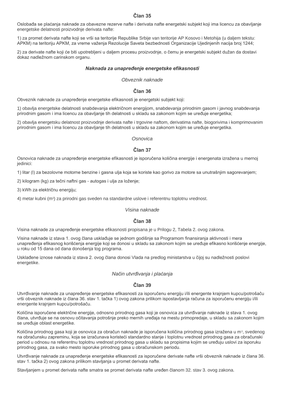 Član 35
Oslobađa se plaćanja naknade za obavezne rezerve nafte i derivata nafte energetski subjekt koji ima licencu za obavljanje
energetske delatnosti proizvodnje derivata nafte:
1) za promet derivata nafte koji se vrši sa teritorije Republike Srbije van teritorije AP Kosovo i Metohija (u daljem tekstu:
APKM) na teritoriju APKM, za vreme važenja Rezolucije Saveta bezbednosti Organizacije Ujedinjenih nacija broj 1244;
2) za derivate nafte koji će biti upotrebljeni u daljem procesu proizvodnje, o čemu je energetski subjekt dužan da dostavi
dokaz nadležnom carinskom organu.
Naknada za unapređenje energetske efikasnosti
Obveznik naknade
Član 36
Obveznik naknade za unapređenje energetske efikasnosti je energetski subjekt koji:
1) obavlja energetske delatnosti snabdevanja električnom energijom, snabdevanja prirodnim gasom i javnog snabdevanja
prirodnim gasom i ima licencu za obavljanje tih delatnosti u skladu sa zakonom kojim se uređuje energetika;
2) obavlja energetsku delatnost proizvodnje derivata nafte i trgovine naftom, derivatima nafte, biogorivima i komprimovanim
prirodnim gasom i ima licencu za obavljanje tih delatnosti u skladu sa zakonom kojim se uređuje energetika.
Osnovica
Član 37
Osnovica naknade za unapređenje energetske efikasnosti je isporučena količina energije i energenata izražena u mernoj
jedinici:
1) litar (l) za bezolovne motorne benzine i gasna ulja koja se koriste kao gorivo za motore sa unutrašnjim sagorevanjem;
2) kilogram (kg) za tečni naftni gas - autogas i ulja za loženje;
3) kWh za električnu energiju;
4) metar kubni (m³) za prirodni gas sveden na standardne uslove i referentnu toplotnu vrednost.
Visina naknade
Član 38
Visina naknade za unapređenje energetske efikasnosti propisana je u Prilogu 2, Tabela 2. ovog zakona.
Visina naknade iz stava 1. ovog člana usklađuje se jednom godišnje sa Programom finansiranja aktivnosti i mera
unapređenja efikasnog korišćenja energije koji se donosi u skladu sa zakonom kojim se uređuje efikasno korišćenje energije,
u roku od 15 dana od dana donošenja tog programa.
Usklađene iznose naknada iz stava 2. ovog člana donosi Vlada na predlog ministarstva u čijoj su nadležnosti poslovi
energetike.
Način utvrđivanja i plaćanja
Član 39
Utvrđivanje naknade za unapređenje energetske efikasnosti za isporučenu energiju i/ili energente krajnjem kupcu/potrošaču
vrši obveznik naknade iz člana 36. stav 1. tačka 1) ovog zakona prilikom ispostavljanja računa za isporučenu energiju i/ili
energente krajnjem kupcu/potrošaču.
Količina isporučene električne energije, odnosno prirodnog gasa koji je osnovica za utvrđivanje naknade iz stava 1. ovog
člana, utvrđuje se na osnovu očitavanja potrošnje preko mernih uređaja na mestu primopredaje, u skladu sa zakonom kojim
se uređuje oblast energetike.
Količina prirodnog gasa koji je osnovica za obračun naknade je isporučena količina prirodnog gasa izražena u m³, svedenog
na obračunsku zapreminu, koja se izračunava koristeći standardno stanje i toplotnu vrednost prirodnog gasa za obračunski
period u odnosu na referentnu toplotnu vrednost prirodnog gasa u skladu sa propisima kojim se uređuju uslovi za isporuku
prirodnog gasa, za svako mesto isporuke prirodnog gasa u obračunskom periodu.
Utvrđivanje naknade za unapređenje energetske efikasnosti za isporučene derivate nafte vrši obveznik naknade iz člana 36.
stav 1. tačka 2) ovog zakona prilikom stavljanja u promet derivata nafte.
Stavljanjem u promet derivata nafte smatra se promet derivata nafte uređen članom 32. stav 3. ovog zakona.